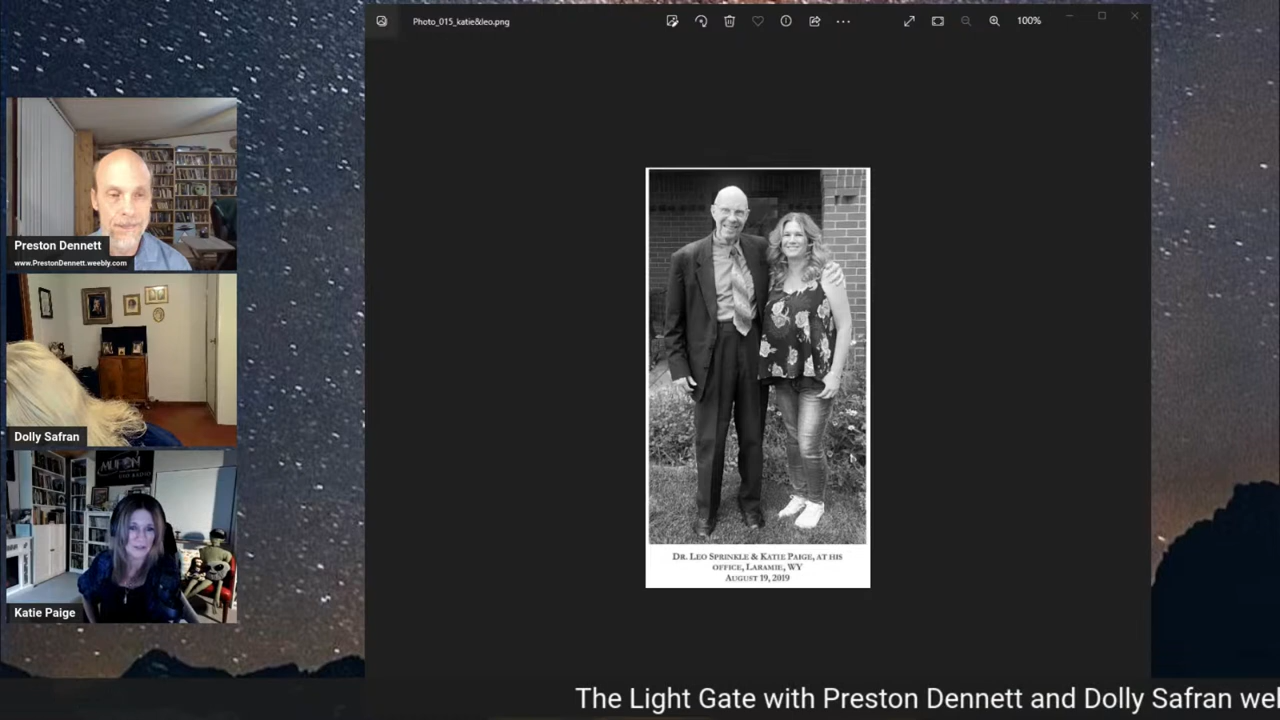 Photo_015_katie&leo.png
100%
Preston Dennett
www.PrestonDennett.weebly.com
Dolly Safran
MUFON
Katie Paige
Dr. Leo Sprinkle & Katie Paige, at his
office, Laramie, WY
August 19, 2019
The Light Gate with Preston Dennett and Dolly Safran wel